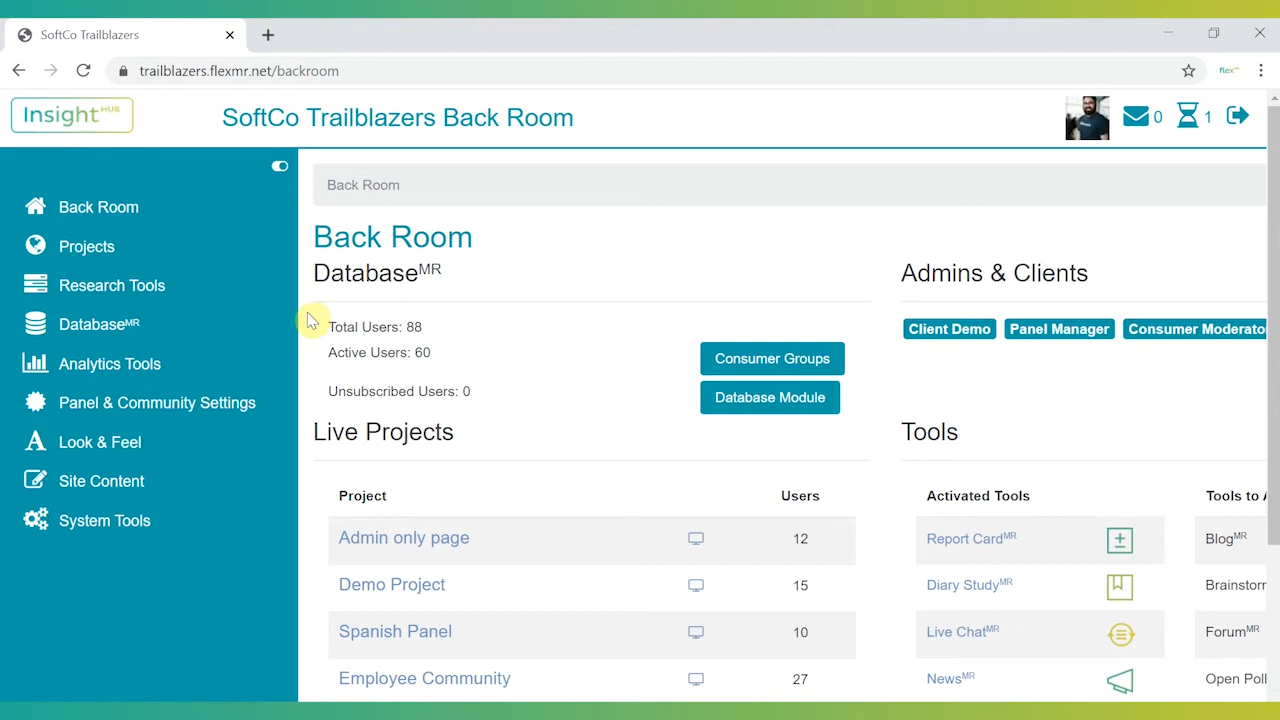 SoftCo Trailblazers
trailblazers.flexmr.net/backroom
flexMR
Insight HUB
SoftCo Trailblazers Back Room
0
1
Back Room
Projects
Research Tools
DatabaseMR
Analytics Tools
Panel & Community Settings
Look & Feel
Site Content
System Tools
Back Room
Back Room
DatabaseMR
Total Users: 88
Active Users: 60
Unsubscribed Users: 0
Consumer Groups
Database Module
Admins & Clients
Client Demo Panel Manager Consumer Moderato
Live Projects
Project Users
Admin only page 12
Demo Project 15
Spanish Panel 10
Employee Community 27
Tools
Activated Tools Tools to A
Report CardMR BlogMR
Diary StudyMR Brainstor
Live ChatMR ForumMR
NewsMR Open Poll